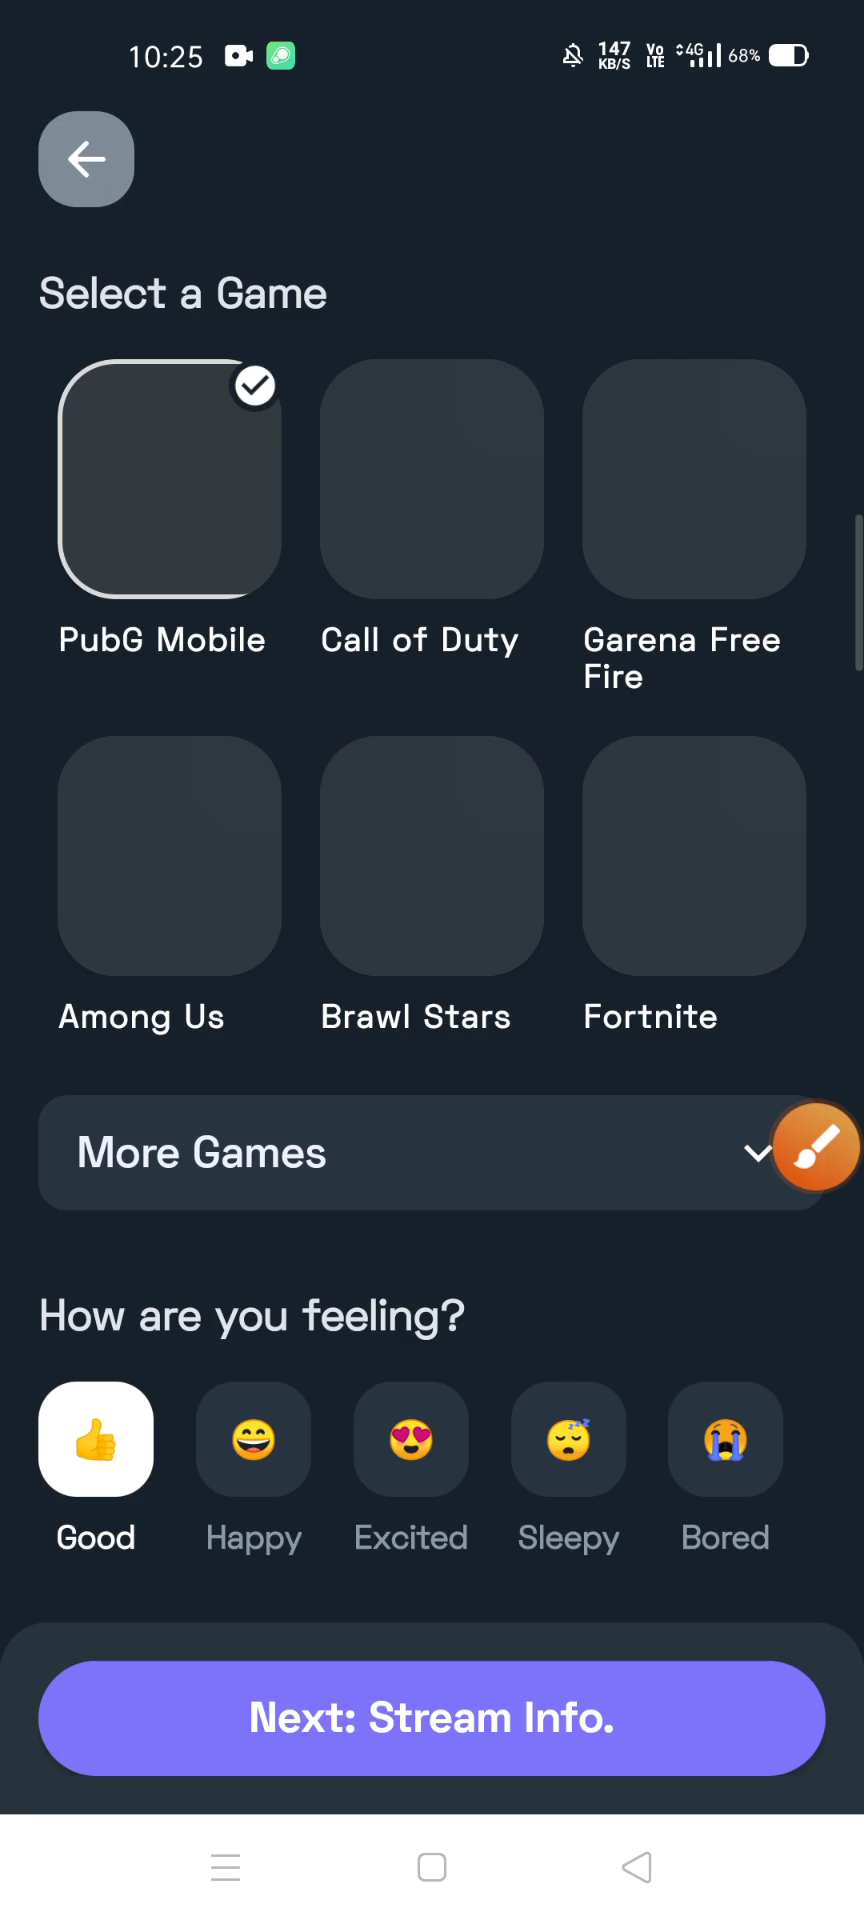 10:25
147
KB/S
Vo
LTE
4G
68%
Select a Game
PubG Mobile
Call of Duty
Garena Free
Fire
Among Us
Brawl Stars
Fortnite
More Games
How are you feeling?
Good
Happy
Excited
Sleepy
Bored
Next: Stream Info.